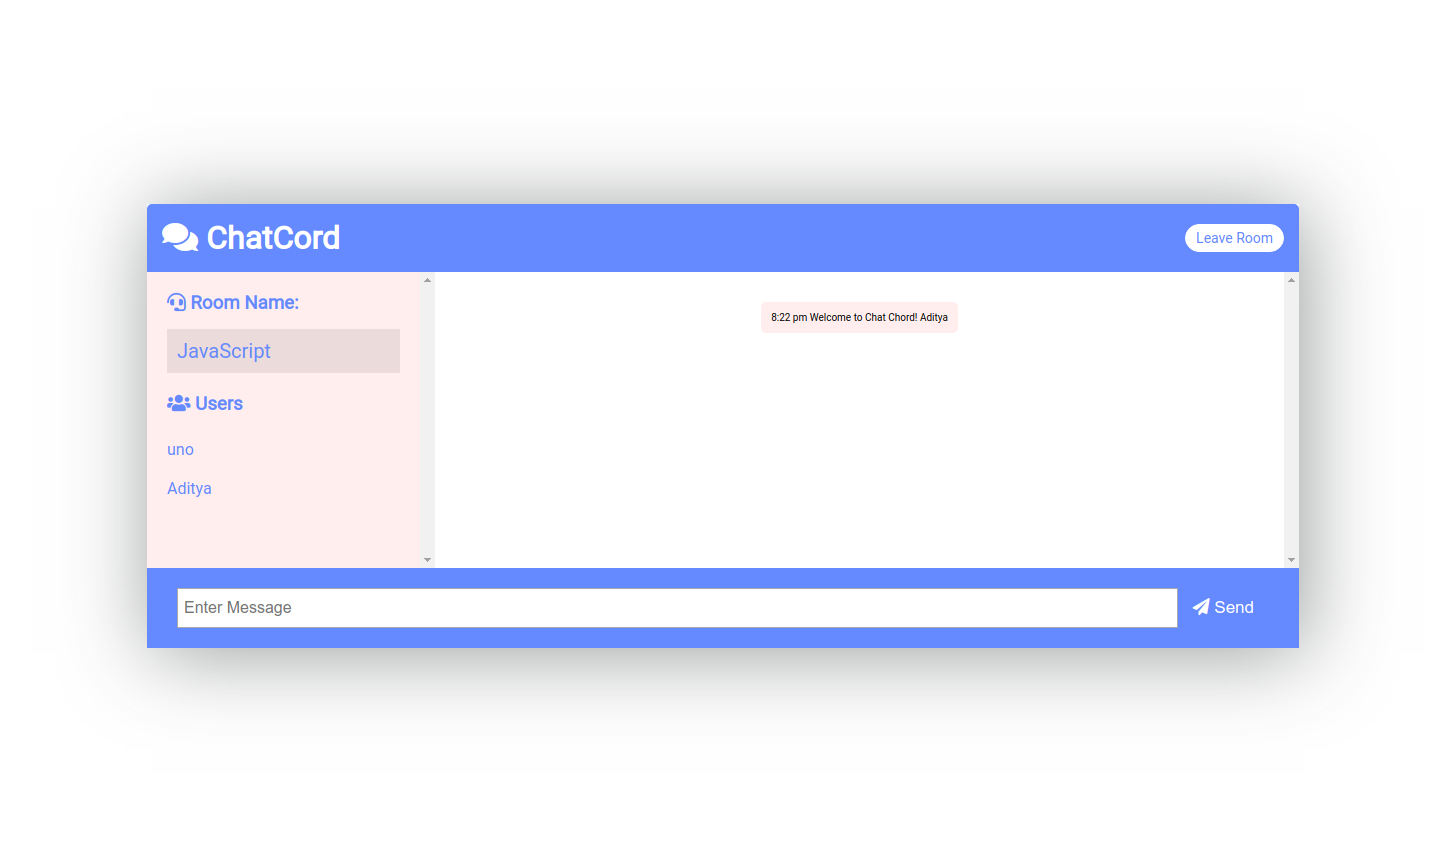 ChatCord
Leave Room
Room Name:
JavaScript
Users
uno
Aditya
8:22 pm Welcome to Chat Chord! Aditya
Enter Message
Send